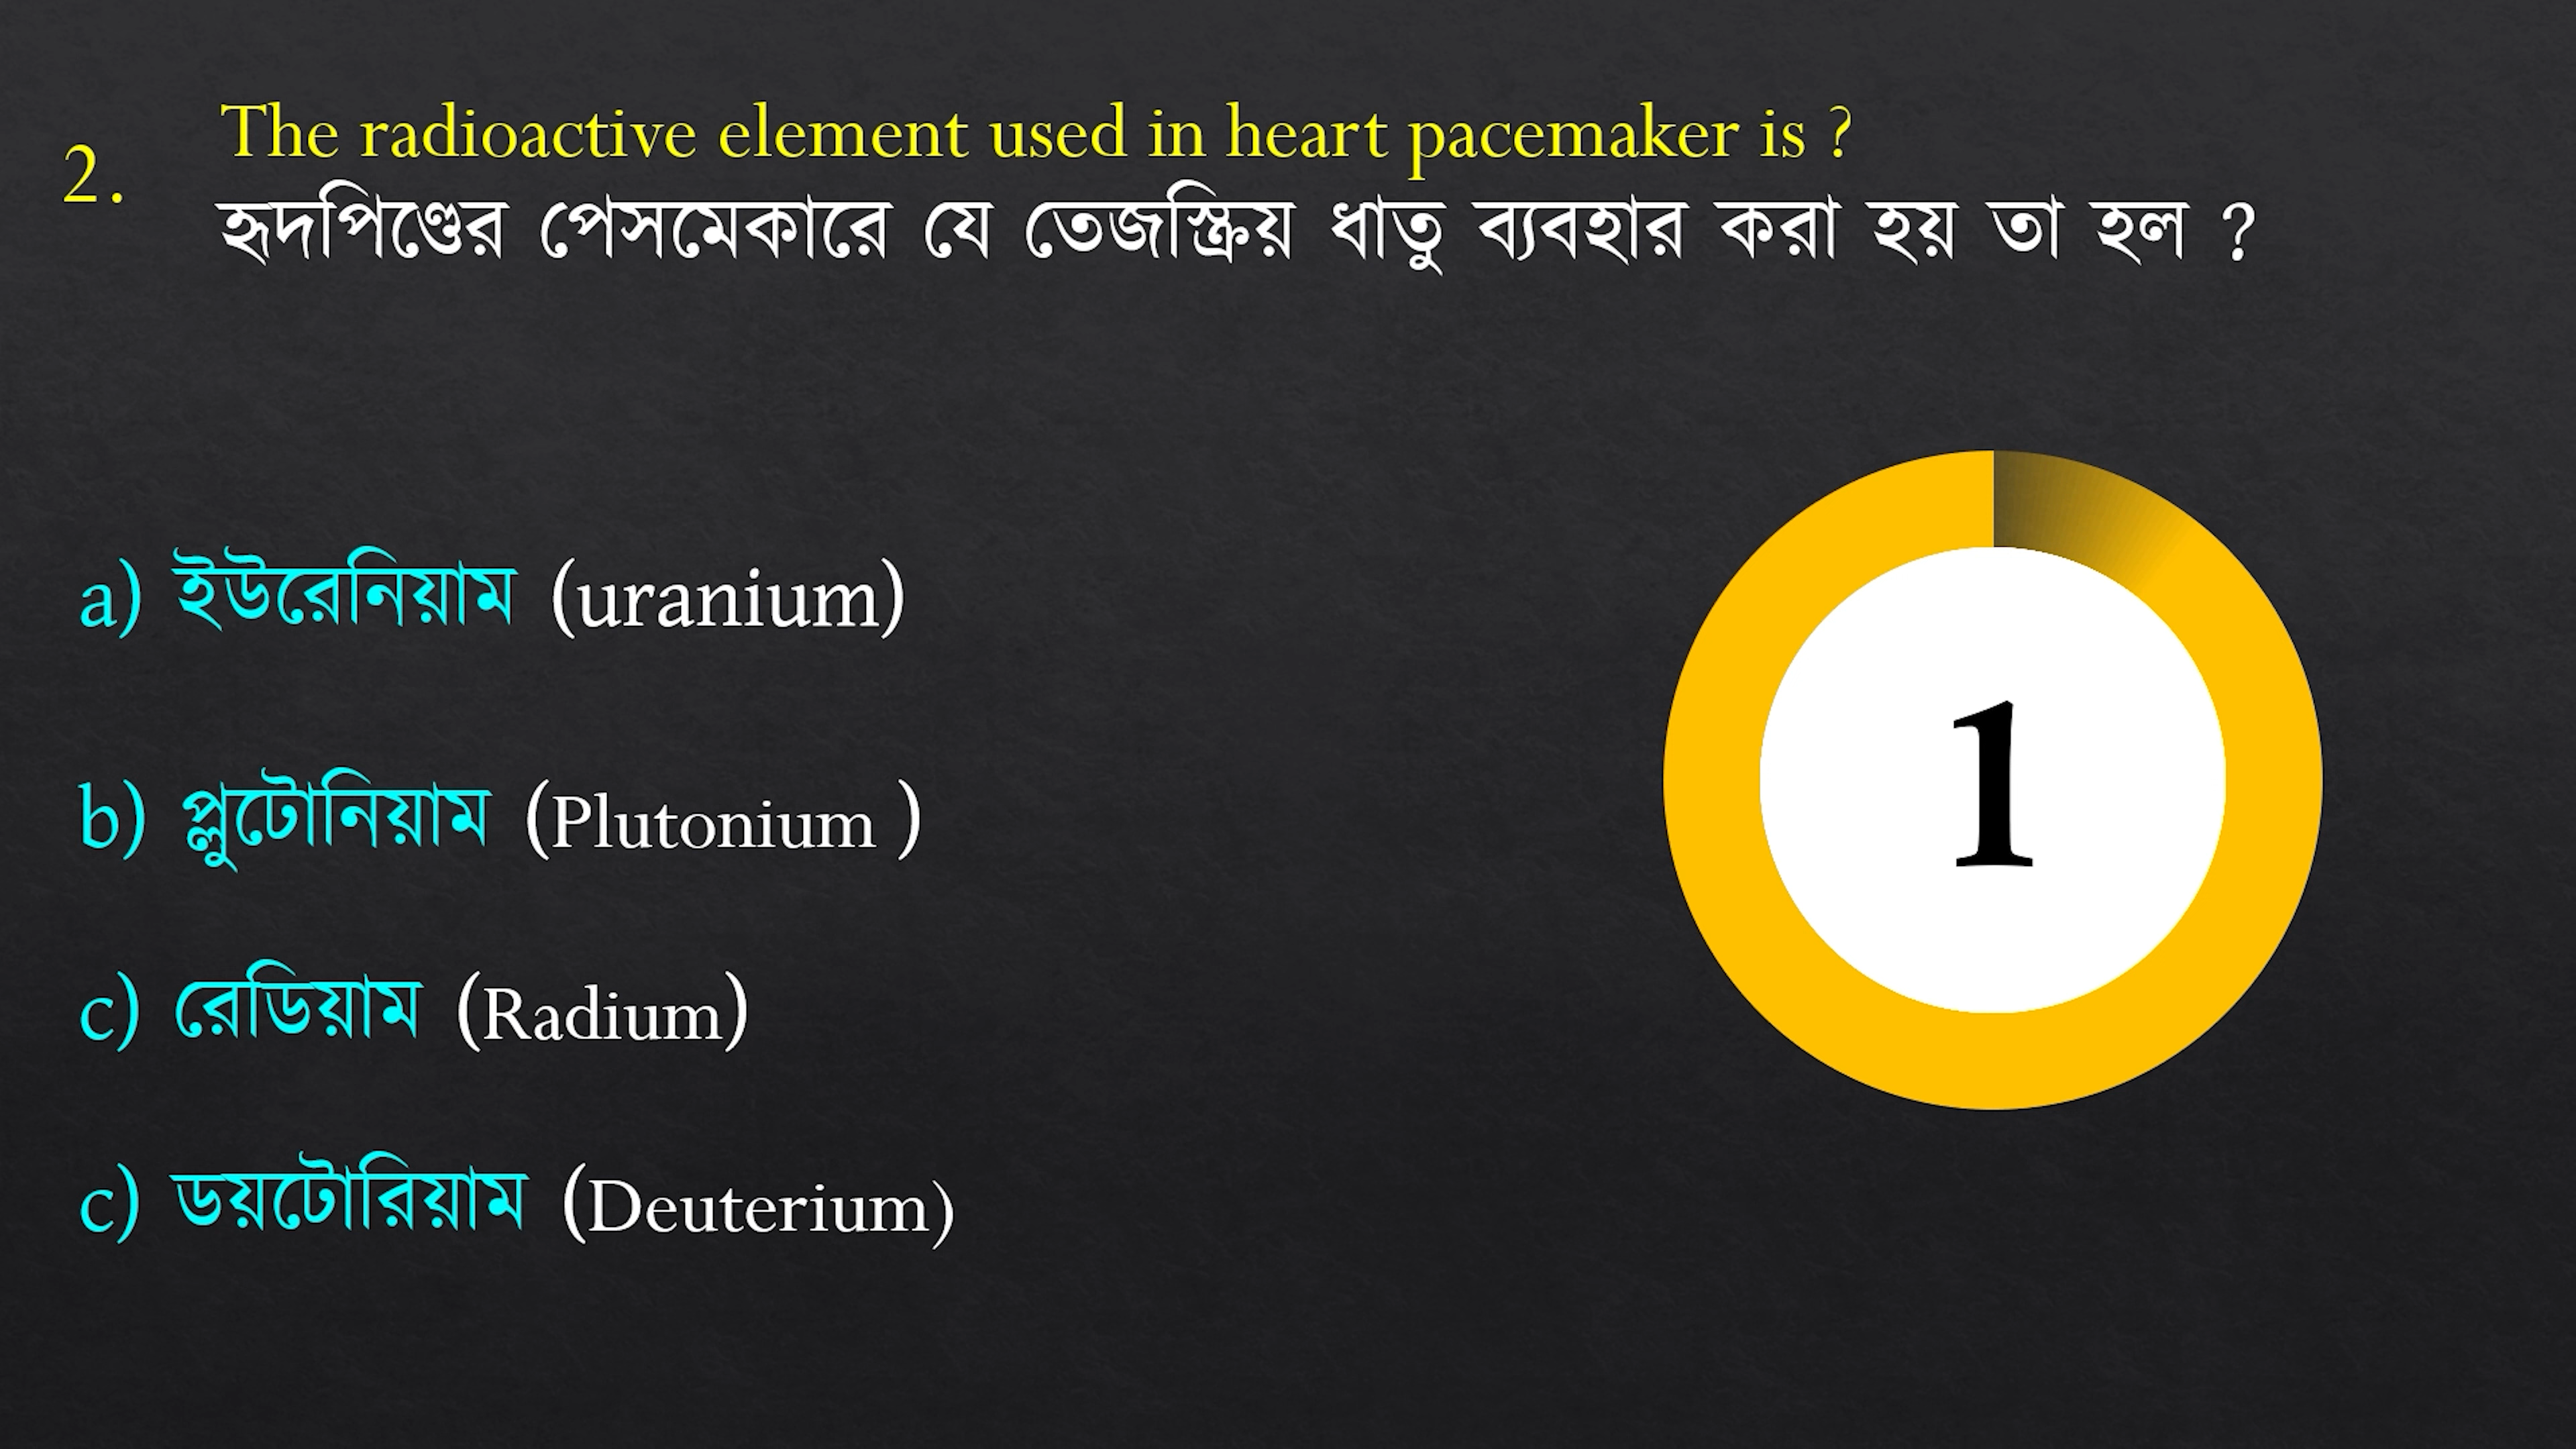 2.
The radioactive element used in heart pacemaker is ?
হৃদপিণ্ডের পেসমেকারে যে তেজস্ক্রিয় ধাতু ব্যবহার করা হয় তা হল ?
a) ইউরেনিয়াম (uranium)
b) প্লুটোনিয়াম (Plutonium )
c) রেডিয়াম (Radium)
c) ডয়টোরিয়াম (Deuterium)
1